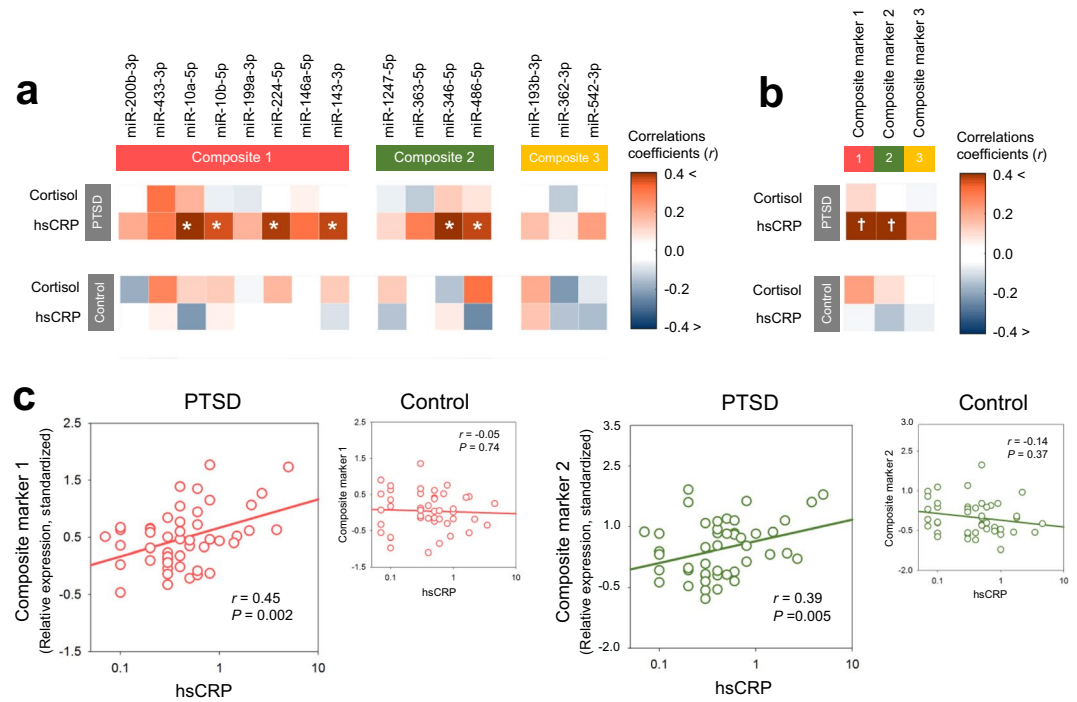 a
miR-200b-3p
miR-433-3p
miR-10a-5p
miR-10b-5p
miR-199a-3p
miR-224-5p
miR-146a-5p
miR-143-3p
miR-1247-5p
miR-363-5p
miR-346-5p
miR-486-5p
miR-193b-3p
miR-362-3p
miR-542-3p
Composite 1
Composite 2
Composite 3
PTSD
Cortisol
hsCRP
* * * * * *
Control
Cortisol
hsCRP
Correlations
coefficients (r)
0.4 <
0.2
0.0
-0.2
-0.4 >
b
Composite marker 1
Composite marker 2
Composite marker 3
1 2 3
PTSD
Cortisol
hsCRP
† †
Control
Cortisol
hsCRP
Correlations
coefficients (r)
0.4 <
0.2
0.0
-0.2
-0.4 >
c
PTSD
Composite marker 1
(Relative expression, standardized)
2.5
1.5
0.5
-0.5
-1.5
r = 0.45
P = 0.002
0.1 1 10
hsCRP
Control
Composite marker 1
2.5
1.5
0.5
-0.5
-1.5
r = -0.05
P = 0.74
0.1 1 10
hsCRP
PTSD
Composite marker 2
(Relative expression, standardized)
3.5
2.5
1.0
-0.5
-2.0
r = 0.39
P =0.005
0.1 1 10
hsCRP
Control
Composite marker 2
3.0
2.5
1.0
-0.5
-2.0
r = -0.14
P = 0.37
0.1 1 10
hsCRP